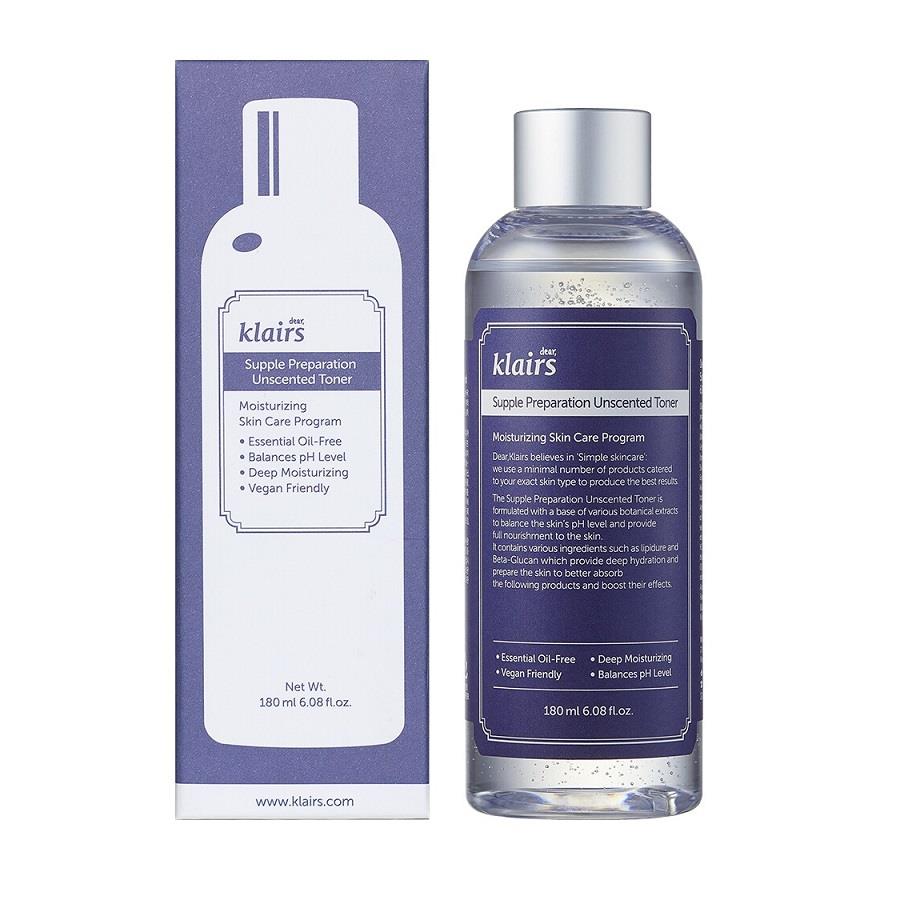 dear,
klairs
Supple Preparation
Unscented Toner
Moisturizing
Skin Care Program
• Essential Oil-Free
• Balances pH Level
• Deep Moisturizing
• Vegan Friendly
Net Wt.
180 ml 6.08 fl.oz.
www.klairs.com
dear,
klairs
Supple Preparation Unscented Toner
Moisturizing Skin Care Program
Dear,Klairs believes in 'Simple skincare':
we use a minimal number of products catered
to your exact skin type to produce the best results.
The Supple Preparation Unscented Toner is
formulated with a base of various botanical extracts
to balance the skin's pH level and provide
full nourishment to the skin.
It contains various ingredients such as lipidure and
Beta-Glucan which provide deep hydration and
prepare the skin to better absorb
the following products and boost their effects.
• Essential Oil-Free • Deep Moisturizing
• Vegan Friendly • Balances pH Level
180 ml 6.08 fl.oz.